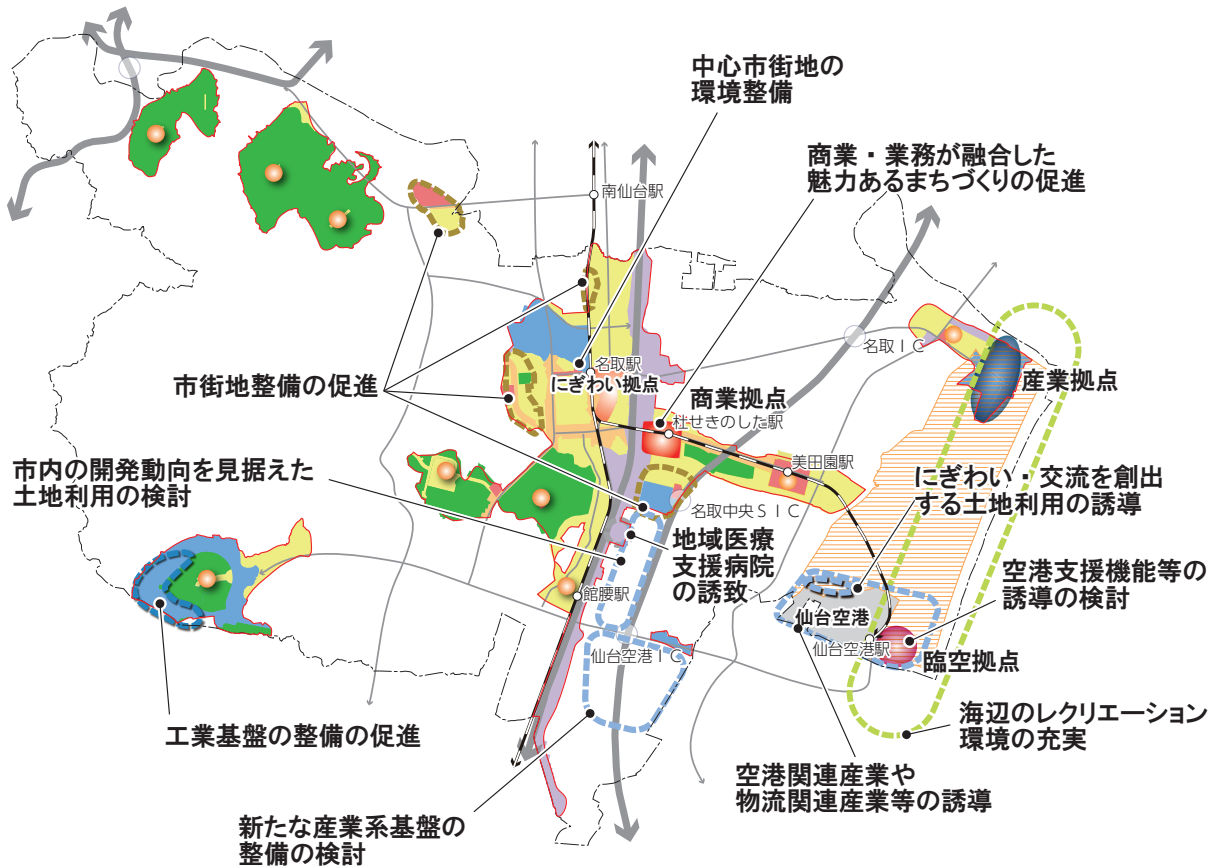 中心市街地の
環境整備
商業・業務が融合した
魅力あるまちづくりの促進
南仙台駅
名取IC
名取駅
にぎわい拠点
市街地整備の促進
商業拠点
杜せきのした駅
産業拠点
美田園駅
市内の開発動向を見据えた
土地利用の検討
にぎわい・交流を創出
する土地利用の誘導
名取中央SIC
地域医療
支援病院
の誘致
空港支援機能等の
誘導の検討
館腰駅
仙台空港
仙台空港駅
仙台空港IC
臨空拠点
工業基盤の整備の促進
海辺のレクリエーション
環境の充実
空港関連産業や
物流関連産業等の誘導
新たな産業系基盤の
整備の検討